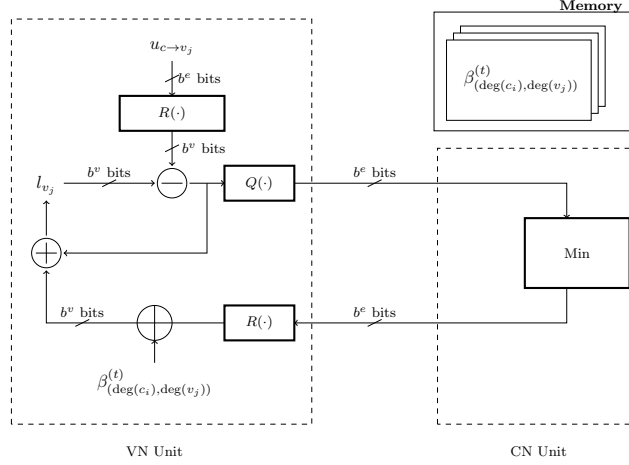 Memory
u_{c→v_j}
β^{(t)}_{(deg(c_i),deg(v_j))}
b^e bits
R(·)
b^v bits
l_{v_j}
b^v bits
Q(·)
b^e bits
Min
b^v bits
R(·)
b^e bits
β^{(t)}_{(deg(c_i),deg(v_j))}
VN Unit
CN Unit